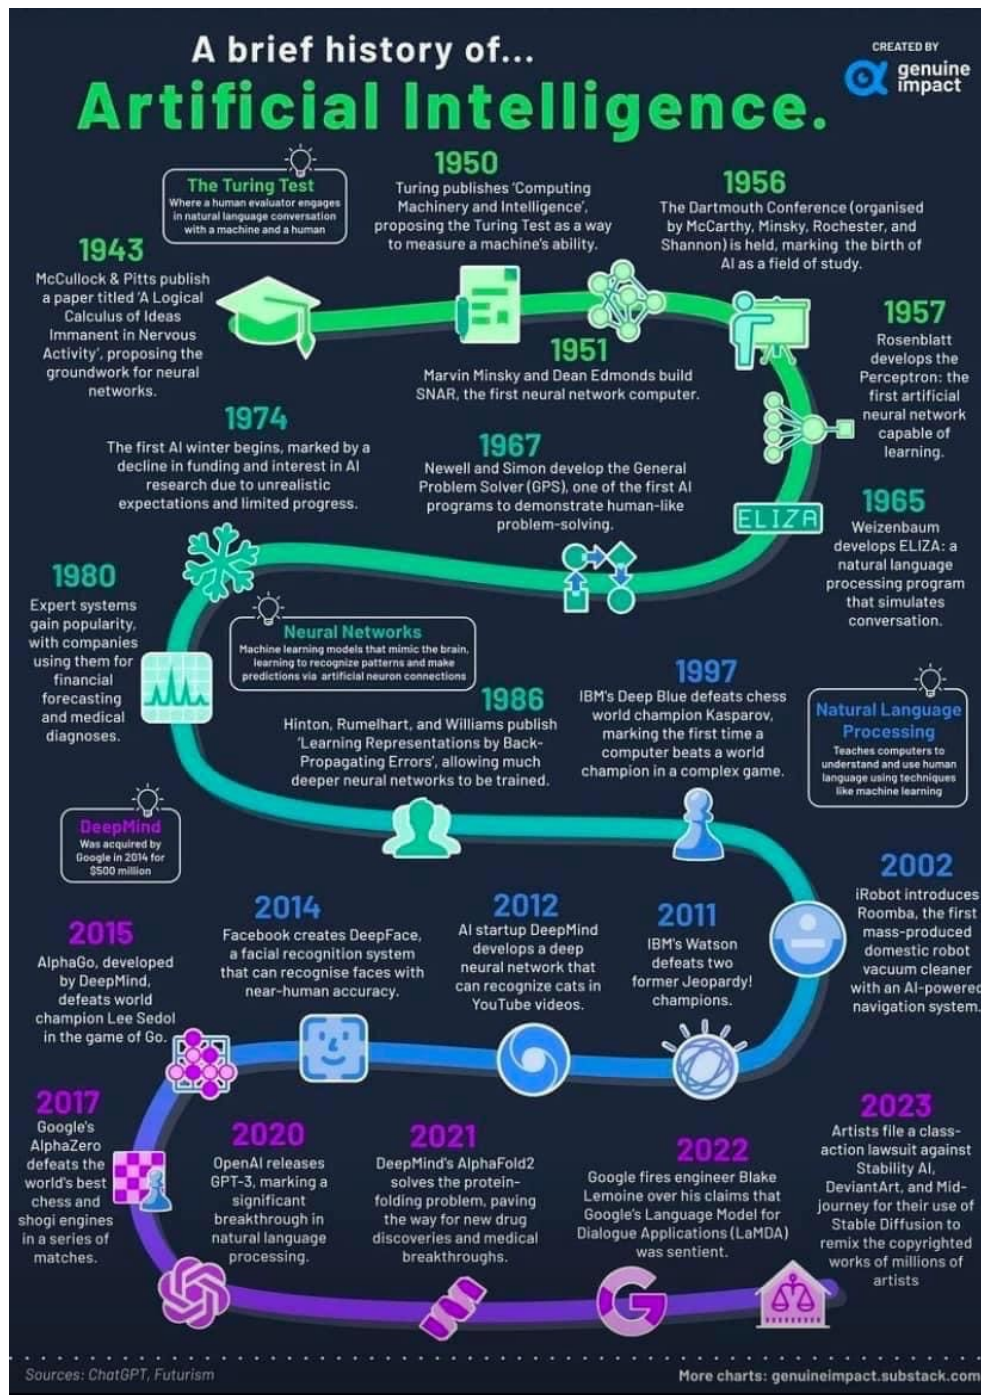 A brief history of...
Artificial Intelligence.
CREATED BY
genuine
impact
The Turing Test
Where a human evaluator engages
in natural language conversation
with a machine and a human
1943
McCullock & Pitts publish
a paper titled 'A Logical
Calculus of Ideas
Immanent in Nervous
Activity', proposing the
groundwork for neural
networks.
1950
Turing publishes 'Computing
Machinery and Intelligence',
proposing the Turing Test as a way
to measure a machine's ability.
1951
Marvin Minsky and Dean Edmonds build
SNAR, the first neural network computer.
1956
The Dartmouth Conference (organised
by McCarthy, Minsky, Rochester, and
Shannon) is held, marking the birth of
AI as a field of study.
1957
Rosenblatt
develops the
Perceptron: the
first artificial
neural network
capable of
learning.
1965
Weizenbaum
develops ELIZA: a
natural language
processing program
that simulates
conversation.
ELIZA
1967
Newell and Simon develop the General
Problem Solver (GPS), one of the first AI
programs to demonstrate human-like
problem-solving.
1974
The first AI winter begins, marked by a
decline in funding and interest in AI
research due to unrealistic
expectations and limited progress.
1980
Expert systems
gain popularity,
with companies
using them for
financial
forecasting
and medical
diagnoses.
Neural Networks
Machine learning models that mimic the brain,
learning to recognize patterns and make
predictions via artificial neuron connections
1986
Hinton, Rumelhart, and Williams publish
'Learning Representations by Back-
Propagating Errors', allowing much
deeper neural networks to be trained.
1997
IBM's Deep Blue defeats chess
world champion Kasparov,
marking the first time a
computer beats a world
champion in a complex game.
Natural Language
Processing
Teaches computers to
understand and use human
language using techniques
like machine learning
DeepMind
Was acquired by
Google in 2014 for
$500 million
2002
iRobot introduces
Roomba, the first
mass-produced
domestic robot
vacuum cleaner
with an AI-powered
navigation system.
2011
IBM's Watson
defeats two
former Jeopardy!
champions.
2012
AI startup DeepMind
develops a deep
neural network that
can recognize cats in
YouTube videos.
2014
Facebook creates DeepFace,
a facial recognition system
that can recognise faces with
near-human accuracy.
2015
AlphaGo, developed
by DeepMind,
defeats world
champion Lee Sedol
in the game of Go.
2017
Google's
AlphaZero
defeats the
world's best
chess and
shogi engines
in a series of
matches.
2020
OpenAI releases
GPT-3, marking a
significant
breakthrough in
natural language
processing.
2021
DeepMind's AlphaFold2
solves the protein-
folding problem, paving
the way for new drug
discoveries and medical
breakthroughs.
2022
Google fires engineer Blake
Lemoine over his claims that
Google's Language Model for
Dialogue Applications (LaMDA)
was sentient.
2023
Artists file a class-
action lawsuit against
Stability AI,
DeviantArt, and Mid-
journey for their use of
Stable Diffusion to
remix the copyrighted
works of millions of
artists
Sources: ChatGPT, Futurism
More charts: genuineimpact.substack.com